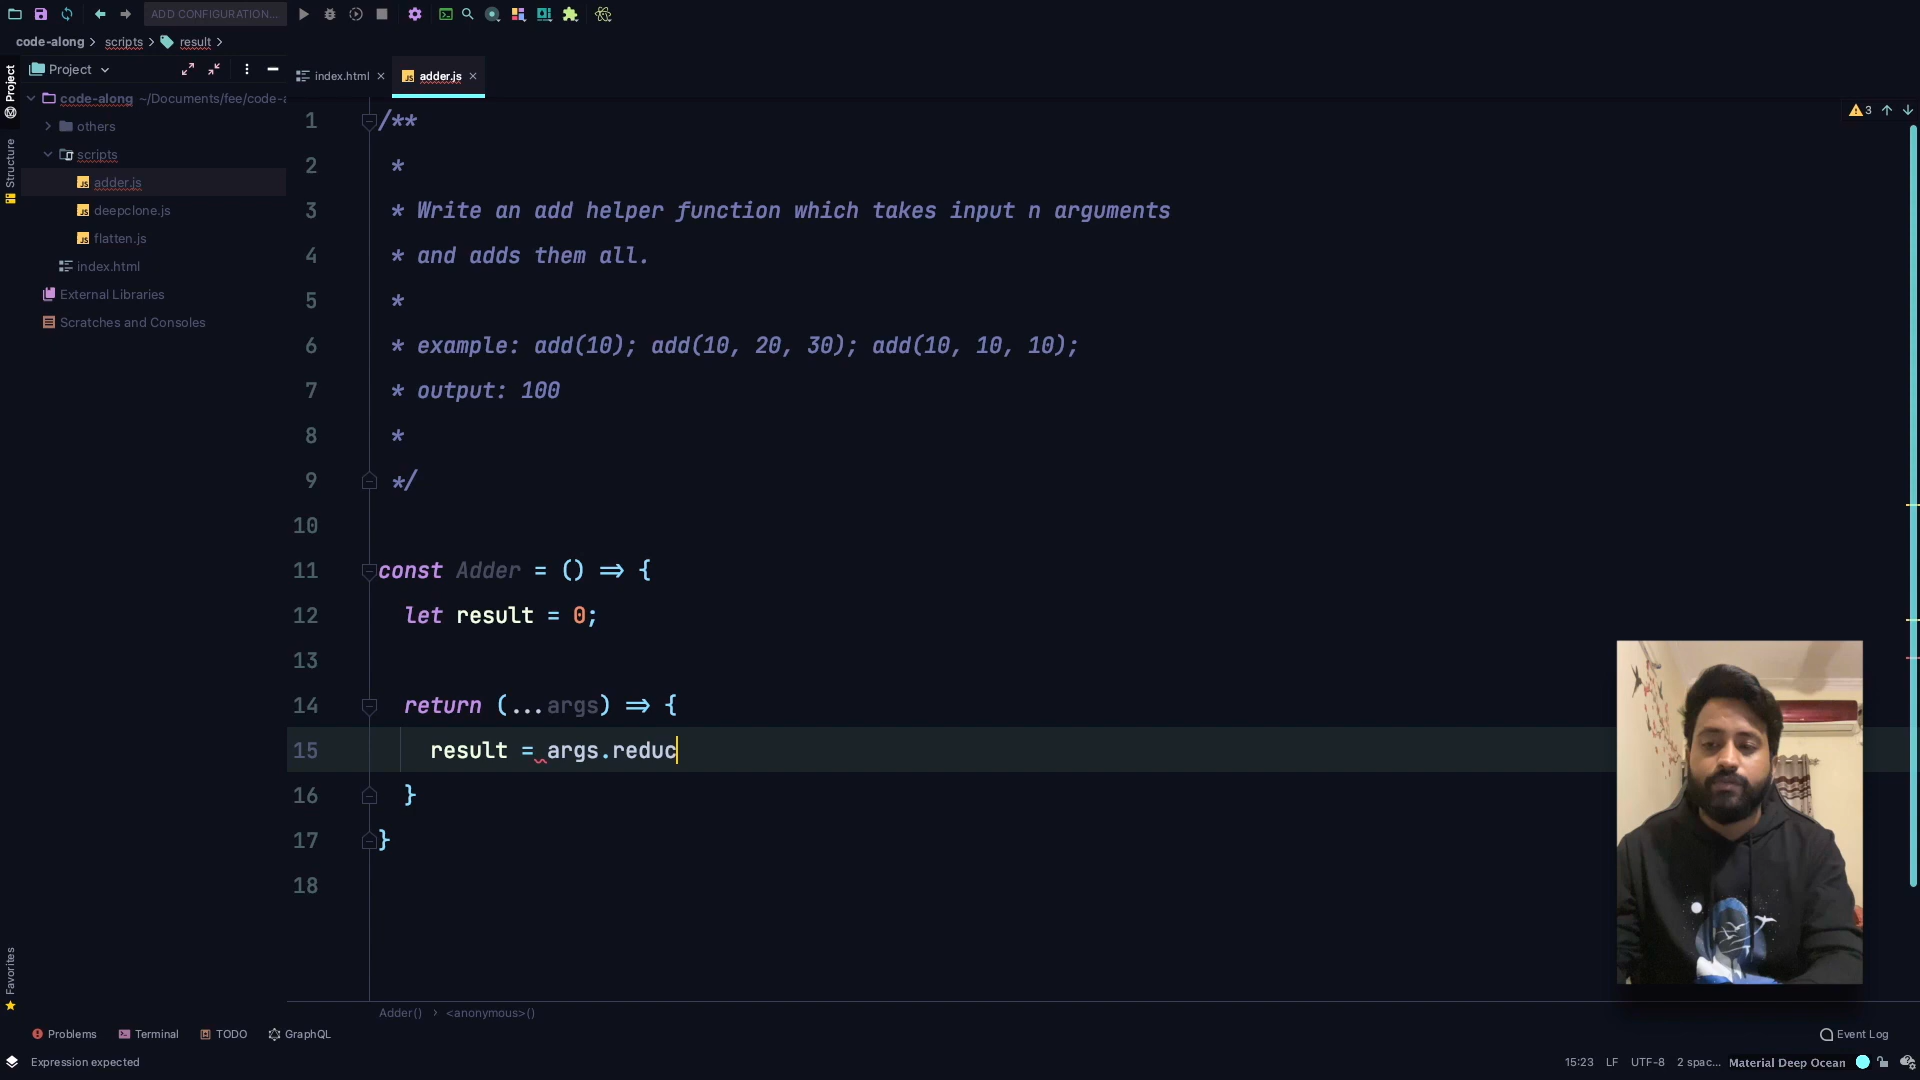 ADD CONFIGURATION...
code-along > scripts > result >
Project
index.html
adder.js
Project
code-along ~/Documents/fee/code-a
others
scripts
adder.js
deepclone.js
flatten.js
index.html
External Libraries
Scratches and Consoles
Structure
Favorites
3
1 /**
2 *
3 * Write an add helper function which takes input n arguments
4 * and adds them all.
5 *
6 * example: add(10); add(10, 20, 30); add(10, 10, 10);
7 * output: 100
8 *
9 */
10
11 const Adder = () => {
12 let result = 0;
13
14 return (...args) => {
15 result = args.reduc
16 }
17 }
18
Adder() > <anonymous>()
Problems Terminal TODO GraphQL
Event Log
Expression expected
15:23 LF UTF-8 2 spac... Material Deep Ocean